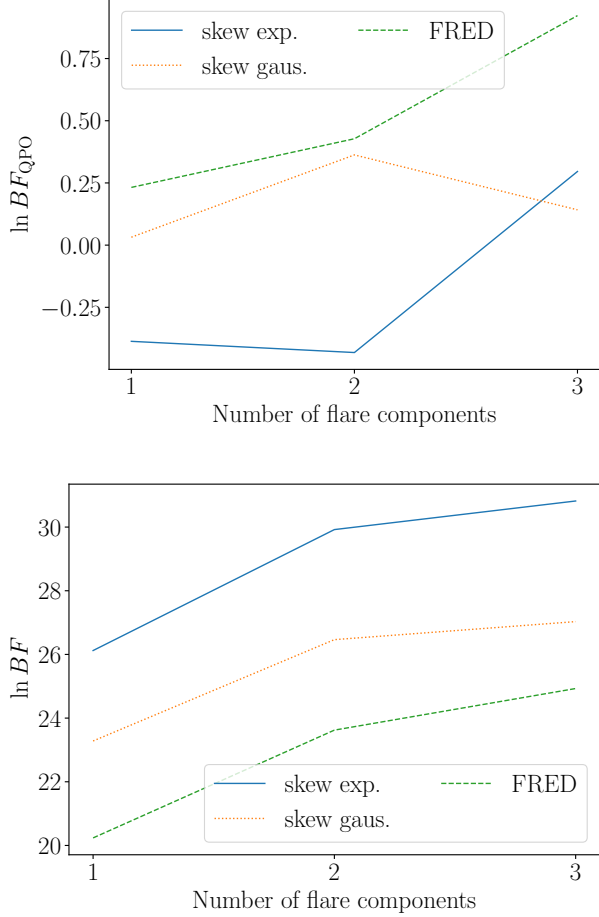 skew exp.
skew gaus.
FRED
0.75
0.50
0.25
0.00
−0.25
ln BF_QPO
1 2 3
Number of flare components
30
28
26
24
22
20
ln BF
skew exp.
skew gaus.
FRED
1 2 3
Number of flare components